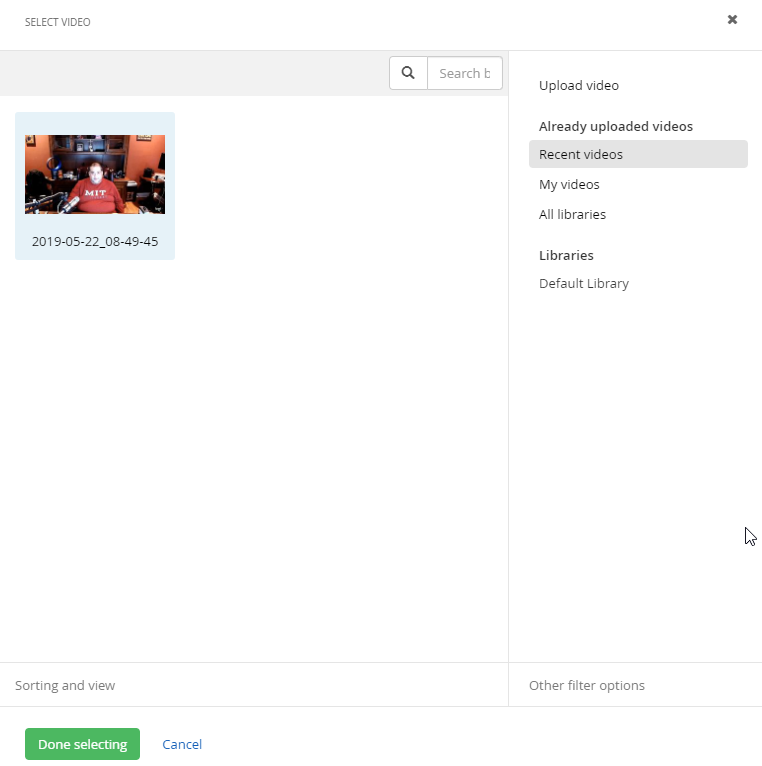 SELECT VIDEO
Search b
Upload video
Already uploaded videos
Recent videos
My videos
All libraries
Libraries
Default Library
MIT
2019-05-22_08-49-45
Sorting and view
Other filter options
Done selecting
Cancel